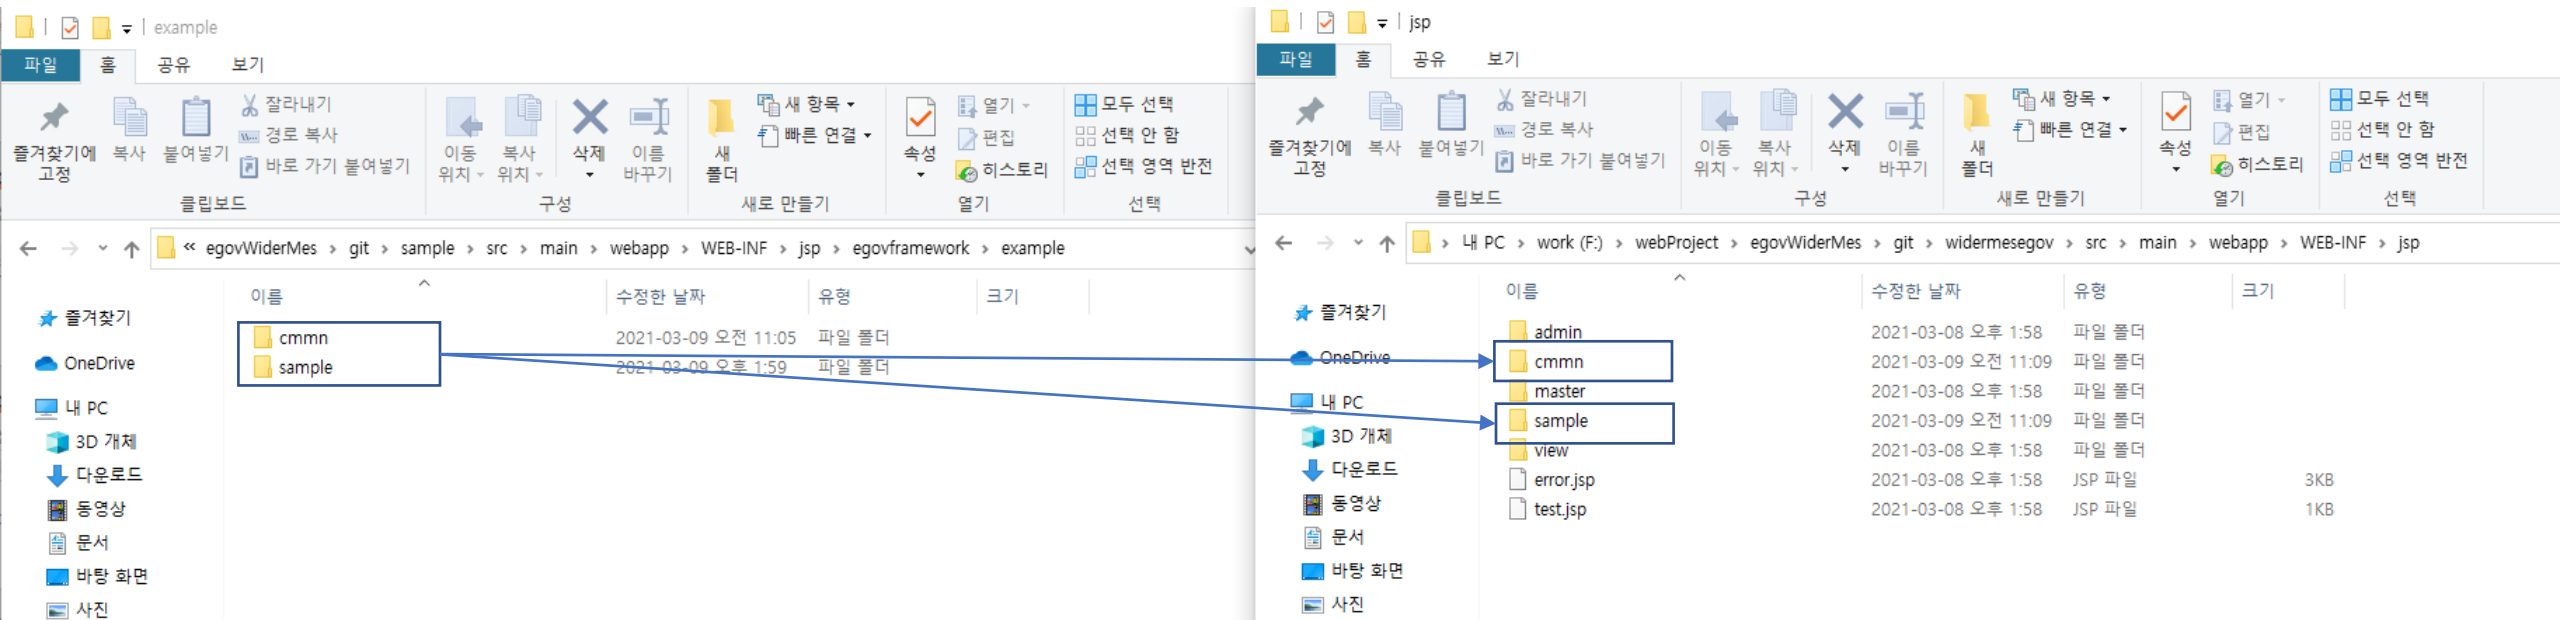 example
파일 홈 공유 보기
즐겨찾기에 고정
복사
붙여넣기
잘라내기
경로 복사
바로 가기 붙여넣기
클립보드
이동 위치
복사 위치
삭제
이름 바꾸기
구성
새 폴더
새 항목
빠른 연결
새로 만들기
속성
열기
편집
히스토리
열기
모두 선택
선택 안 함
선택 영역 반전
선택
« egovWiderMes › git › sample › src › main › webapp › WEB-INF › jsp › egovframework › example
이름 수정한 날짜 유형 크기
cmmn 2021-03-09 오전 11:05 파일 폴더
sample 2021-03-09 오후 1:59 파일 폴더
즐겨찾기
OneDrive
내 PC
3D 개체
다운로드
동영상
문서
바탕 화면
사진
jsp
파일 홈 공유 보기
즐겨찾기에 고정
복사
붙여넣기
잘라내기
경로 복사
바로 가기 붙여넣기
클립보드
이동 위치
복사 위치
삭제
이름 바꾸기
구성
새 폴더
새 항목
빠른 연결
새로 만들기
속성
열기
편집
히스토리
열기
모두 선택
선택 안 함
선택 영역 반전
선택
› 내 PC › work (F:) › webProject › egovWiderMes › git › widermesegov › src › main › webapp › WEB-INF › jsp
이름 수정한 날짜 유형 크기
admin 2021-03-08 오후 1:58 파일 폴더
cmmn 2021-03-09 오전 11:09 파일 폴더
master 2021-03-08 오후 1:58 파일 폴더
sample 2021-03-09 오전 11:09 파일 폴더
view 2021-03-08 오후 1:58 파일 폴더
error.jsp 2021-03-08 오후 1:58 JSP 파일 3KB
test.jsp 2021-03-08 오후 1:58 JSP 파일 1KB
즐겨찾기
OneDrive
내 PC
3D 개체
다운로드
동영상
문서
바탕 화면
사진